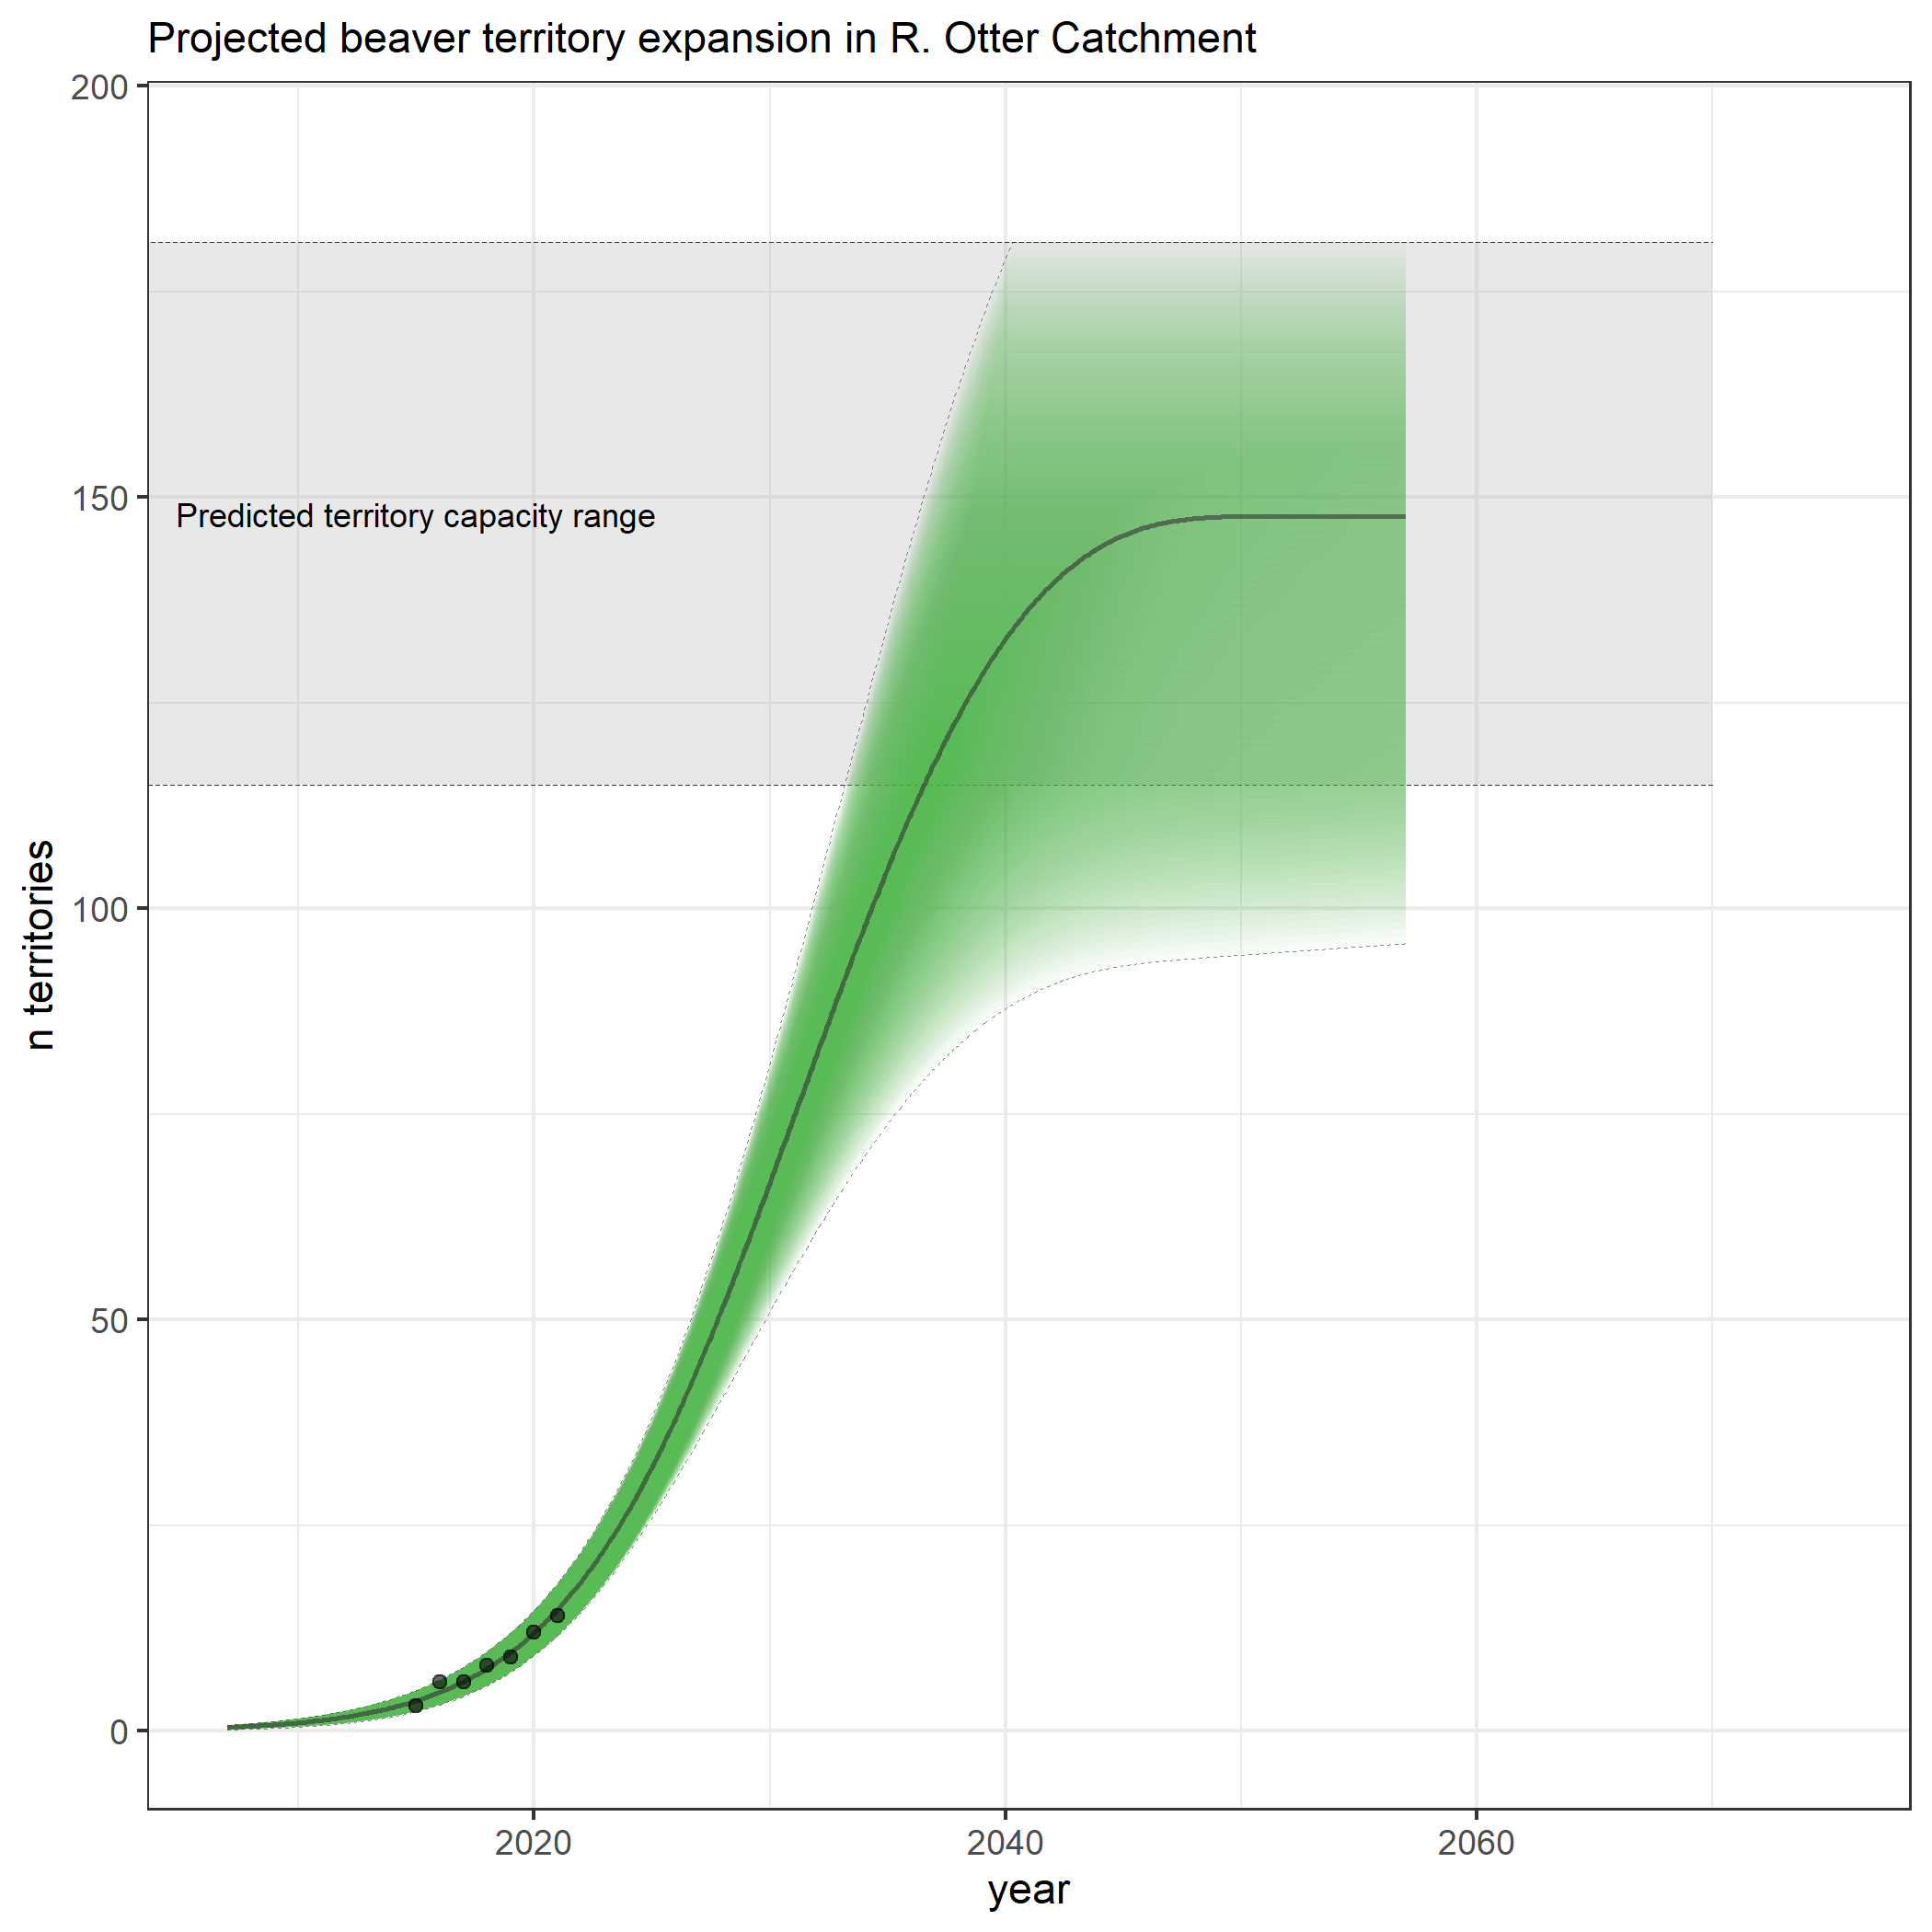 Projected beaver territory expansion in R. Otter Catchment
200
150
Predicted territory capacity range
100
n territories
50
0
2020
2040
2060
year